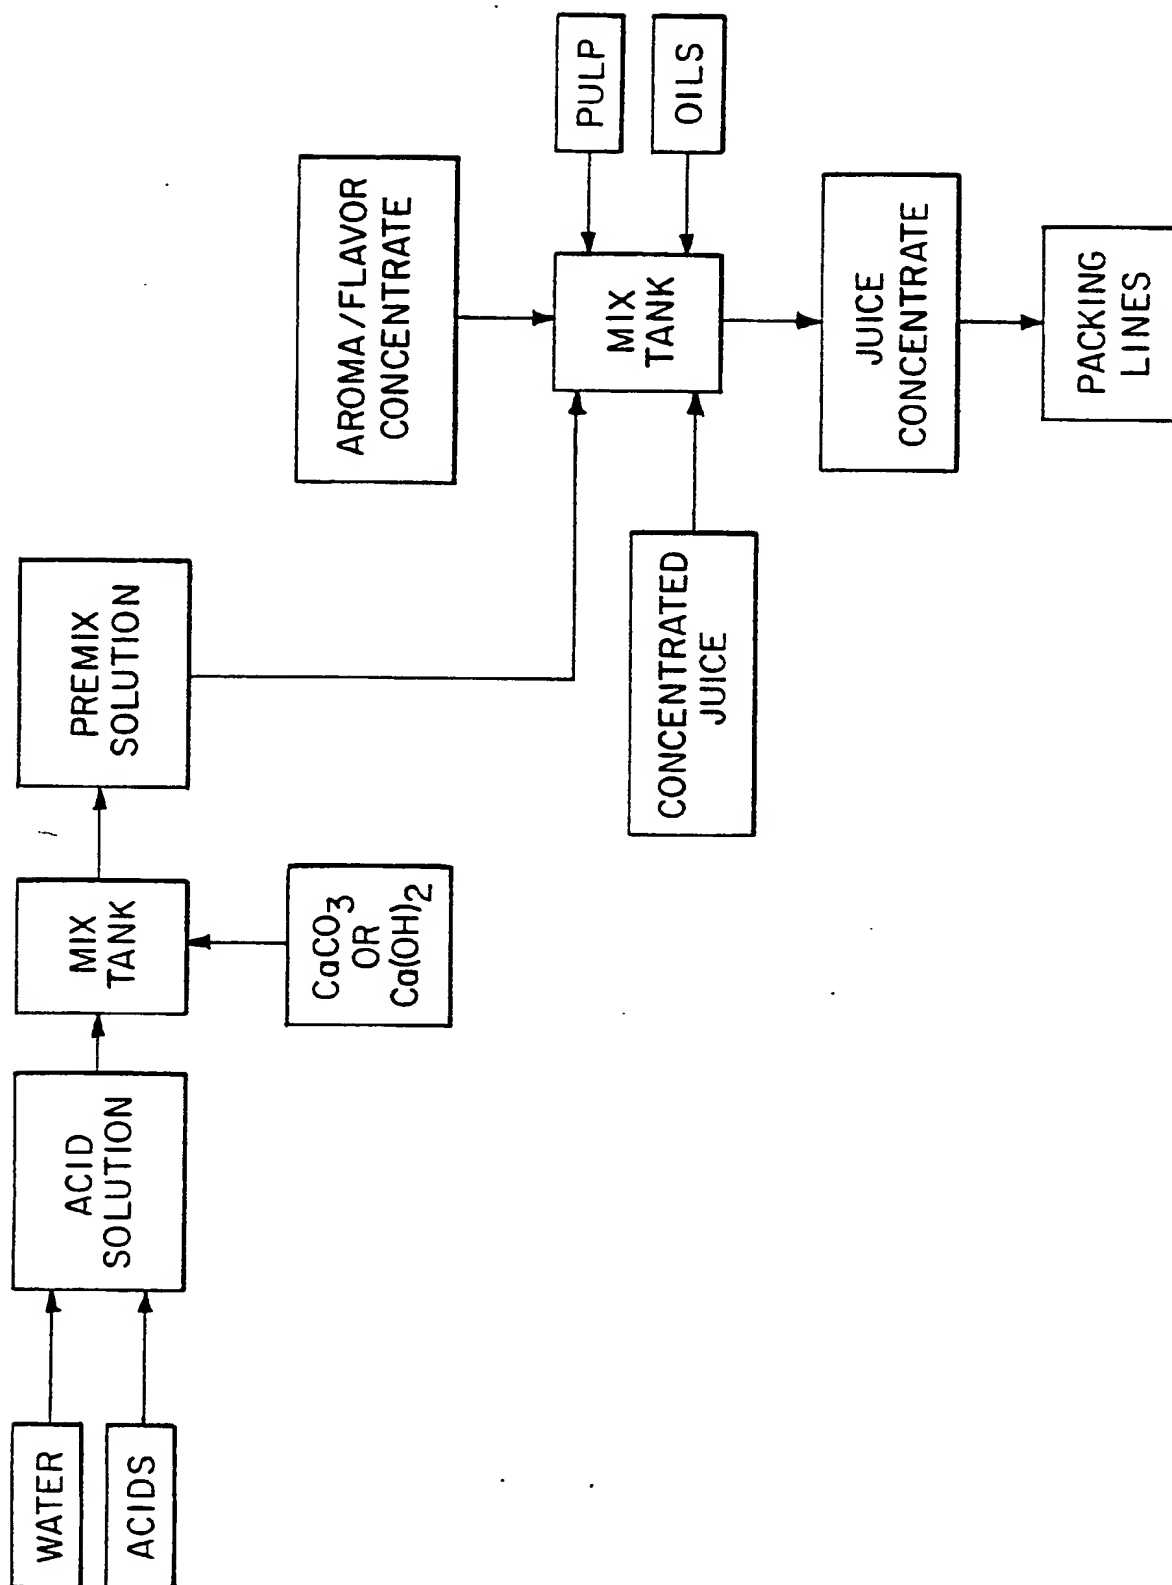 WATER
ACIDS
ACID
SOLUTION
MIX
TANK
CaCO3
OR
Ca(OH)2
PREMIX
SOLUTION
AROMA/FLAVOR
CONCENTRATE
CONCENTRATED
JUICE
MIX
TANK
PULP
OILS
JUICE
CONCENTRATE
PACKING
LINES